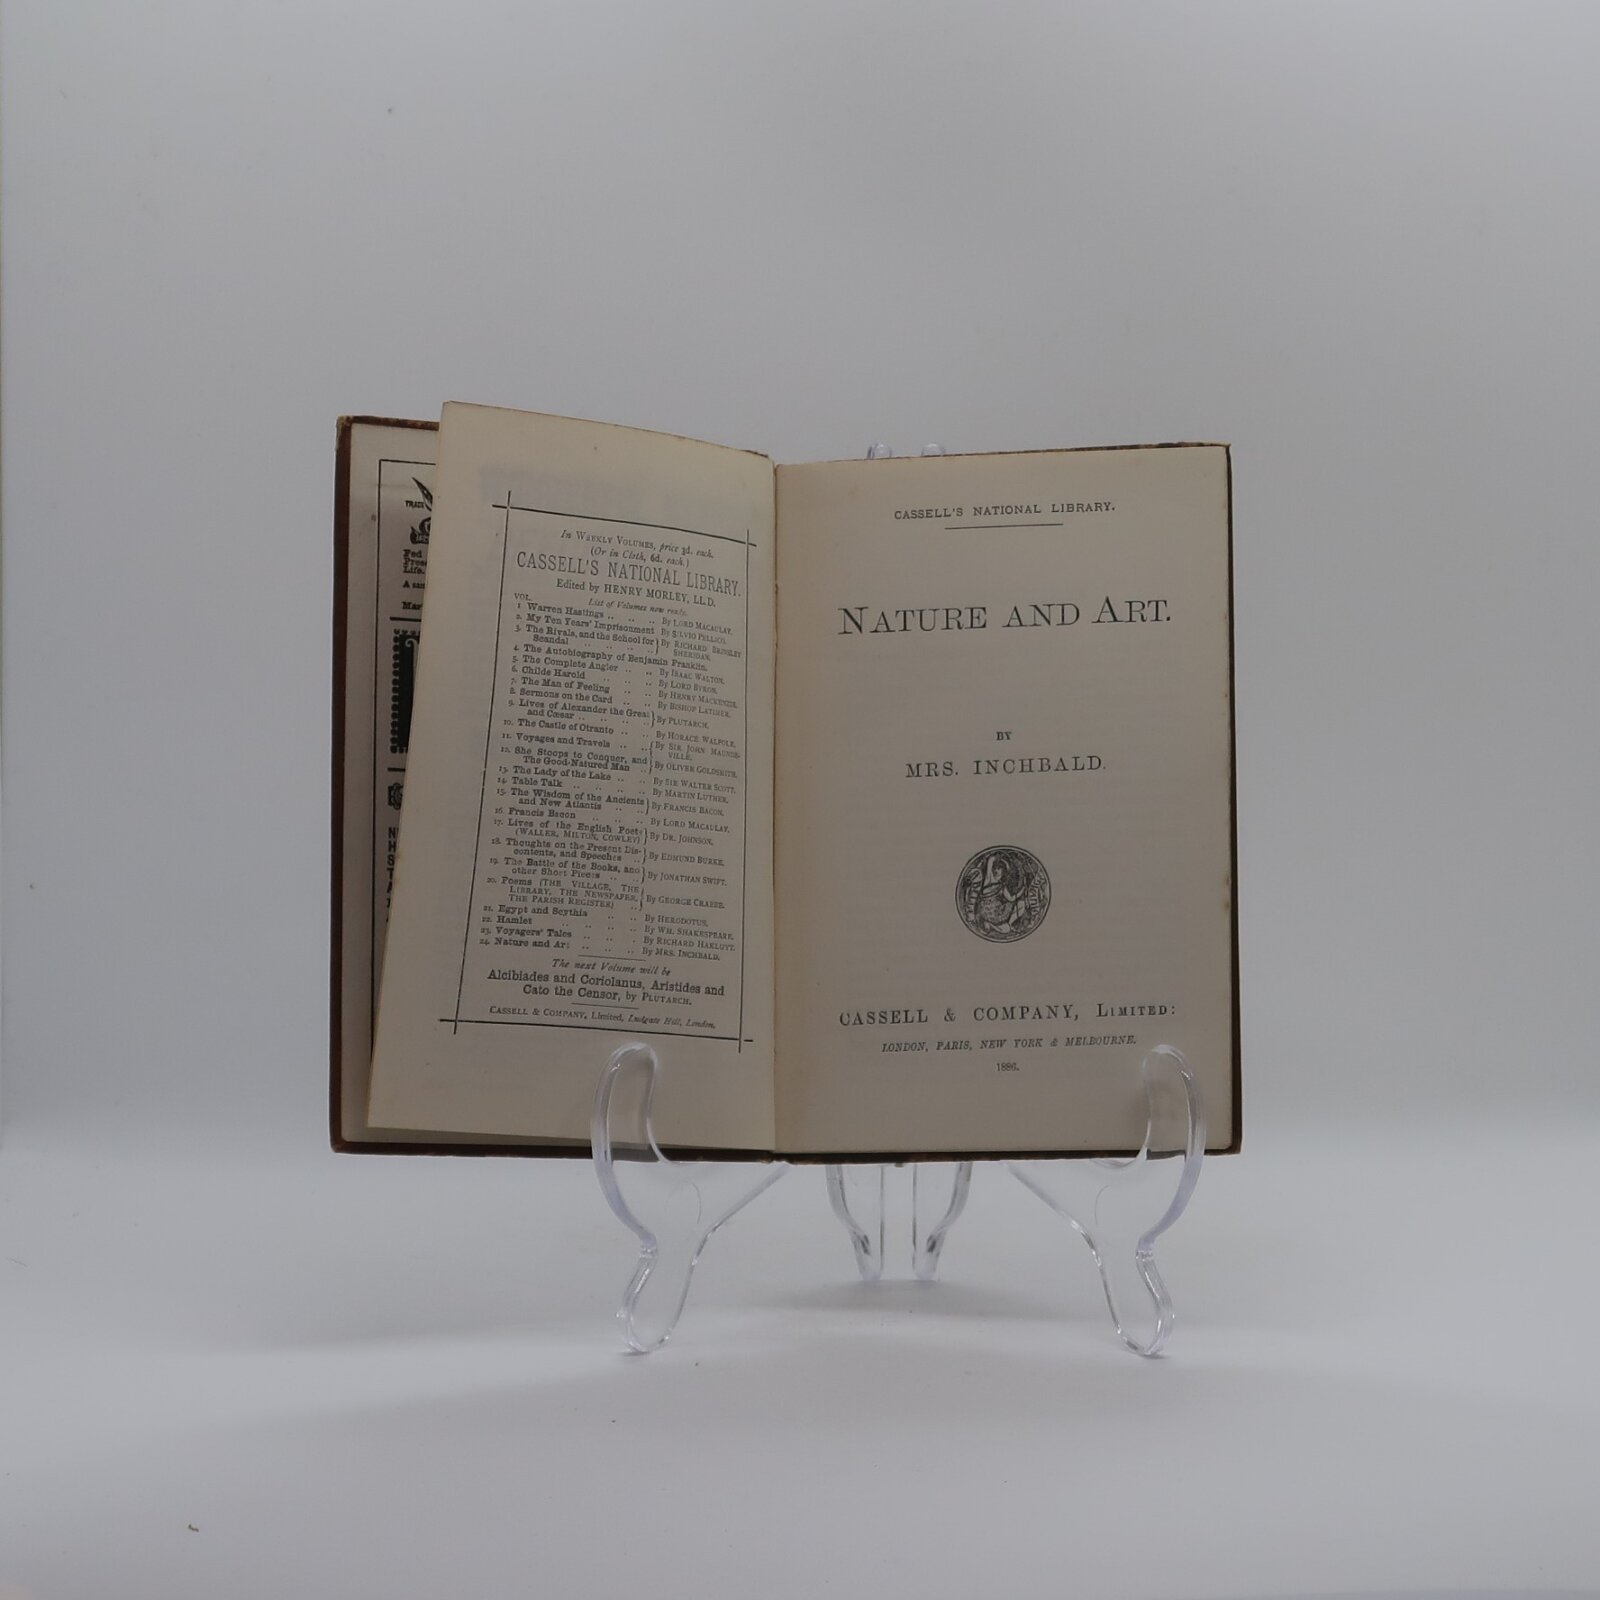 TRADE
Fed
Life.
Mar
In WEEKLY VOLUMES, price 3d. each.
(Or in Cloth, 6d. each.)
CASSELL'S NATIONAL LIBRARY.
Edited by HENRY MORLEY, LL.D.
List of Volumes now ready.
VOL.
1 Warren Hastings .. .. .. By LORD MACAULAY.
2. My Ten Years' Imprisonment By SILVIO PELLICO.
3. The Rivals, and the School for } By RICHARD BRINSLEY
Scandal .. .. .. .. SHERIDAN.
4. The Autobiography of Benjamin Franklin.
5. The Complete Angler .. .. By ISAAC WALTON.
6. Childe Harold .. .. .. By LORD BYRON.
7. The Man of Feeling .. .. By HENRY MACKENZIE.
8. Sermons on the Card .. .. By BISHOP LATIMER.
9. Lives of Alexander the Great } By PLUTARCH.
and Cæsar .. .. .. ..
10. The Castle of Otranto .. .. By HORACE WALPOLE.
11. Voyages and Travels .. .. { By SIR JOHN MAUNDE-
VILLE.
12. She Stoops to Conquer, and } By OLIVER GOLDSMITH.
The Good-Natured Man ..
13. The Lady of the Lake .. .. By SIR WALTER SCOTT.
14. Table Talk .. .. .. .. By MARTIN LUTHER.
15. The Wisdom of the Ancients } By FRANCIS BACON.
and New Atlantis .. ..
16. Francis Bacon .. .. .. By LORD MACAULAY.
17. Lives of the English Poets } By DR. JOHNSON.
(WALLER, MILTON, COWLEY)
18. Thoughts on the Present Dis- } By EDMUND BURKE.
contents, and Speeches ..
19. The Battle of the Books, and } By JONATHAN SWIFT.
other Short Pieces .. ..
20. Poems (THE VILLAGE, THE } By GEORGE CRABBE.
LIBRARY, THE NEWSPAPER,
THE PARISH REGISTER) ..
21. Egypt and Scythia .. .. By HERODOTUS.
22. Hamlet .. .. .. .. By WM. SHAKESPEARE.
23. Voyagers' Tales .. .. .. By RICHARD HAKLUYT.
24. Nature and Art .. .. .. By MRS. INCHBALD.
The next Volume will be
Alcibiades and Coriolanus, Aristides and
Cato the Censor, by PLUTARCH.
CASSELL & COMPANY, Limited, Ludgate Hill, London.
CASSELL'S NATIONAL LIBRARY.
NATURE AND ART.
BY
MRS. INCHBALD.
CASSELL & COMPANY, LIMITED:
LONDON, PARIS, NEW YORK & MELBOURNE.
1886.